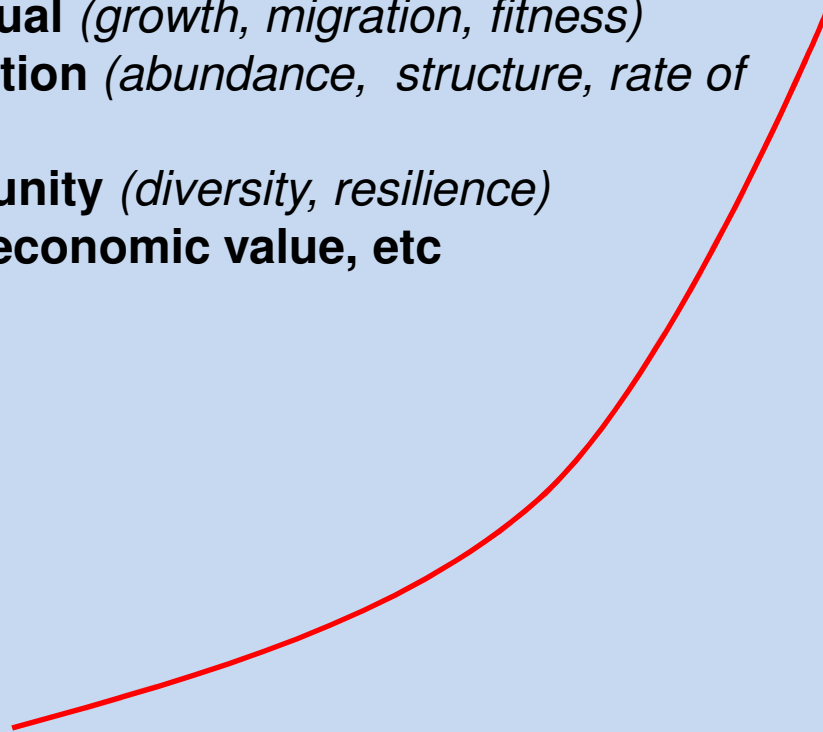 ual (growth, migration, fitness)
tion (abundance, structure, rate of
unity (diversity, resilience)
economic value, etc